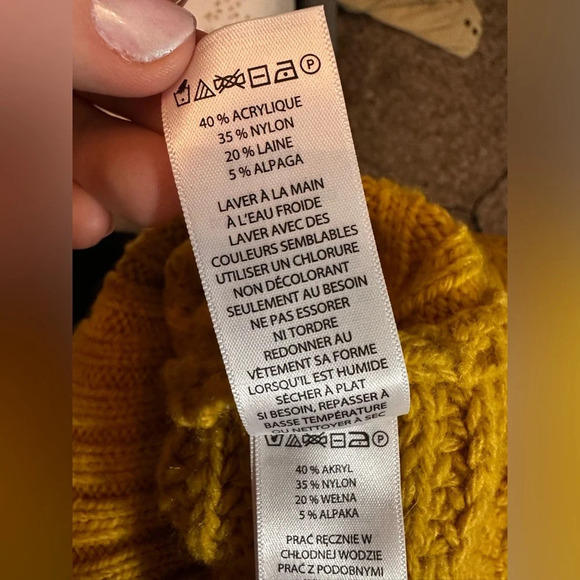 P
40 % ACRYLIQUE
35 % NYLON
20 % LAINE
5 % ALPAGA
LAVER À LA MAIN
À L'EAU FROIDE
LAVER AVEC DES
COULEURS SEMBLABLES
UTILISER UN CHLORURE
NON DÉCOLORANT
SEULEMENT AU BESOIN
NE PAS ESSORER
NI TORDRE
REDONNER AU
VÊTEMENT SA FORME
LORSQU'IL EST HUMIDE
SÉCHER À PLAT
SI BESOIN, REPASSER À
BASSE TEMPÉRATURE
OU NETTOYER À SEC
P
40 % AKRYL
35 % NYLON
20 % WEŁNA
5 % ALPAKA
PRAĆ RĘCZNIE W
CHŁODNEJ WODZIE
PRAĆ Z PODOBNYMI